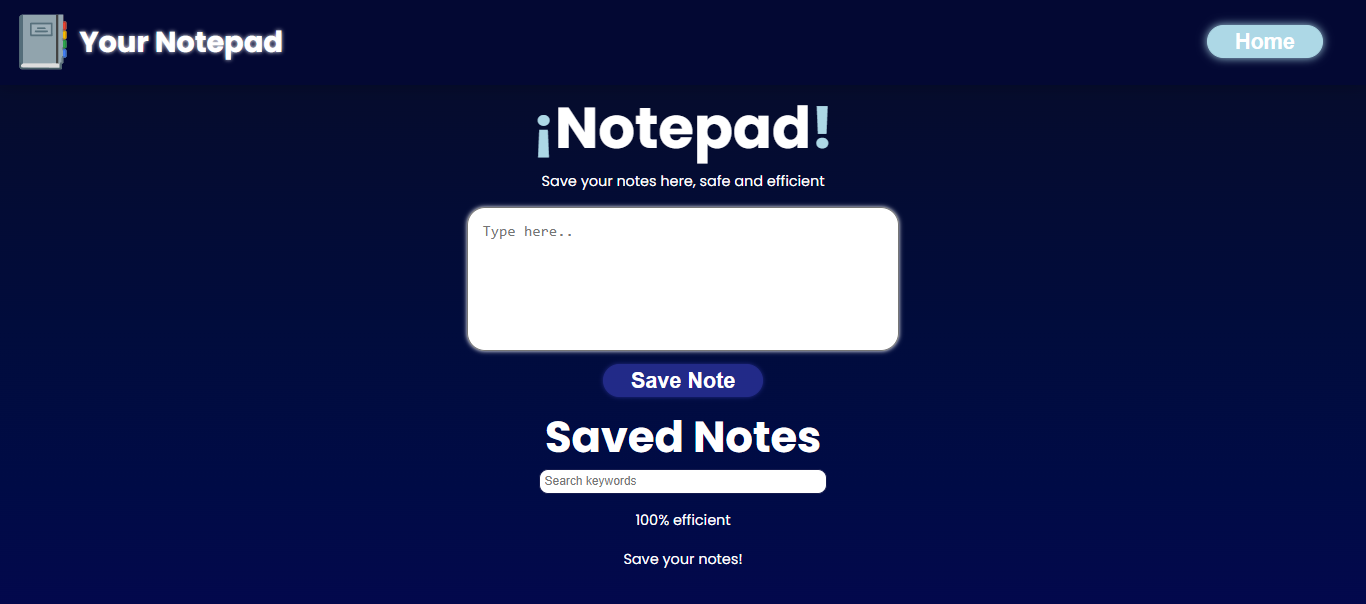 Your Notepad
Home
¡Notepad!
Save your notes here, safe and efficient
Type here..
Save Note
Saved Notes
Search keywords
100% efficient
Save your notes!